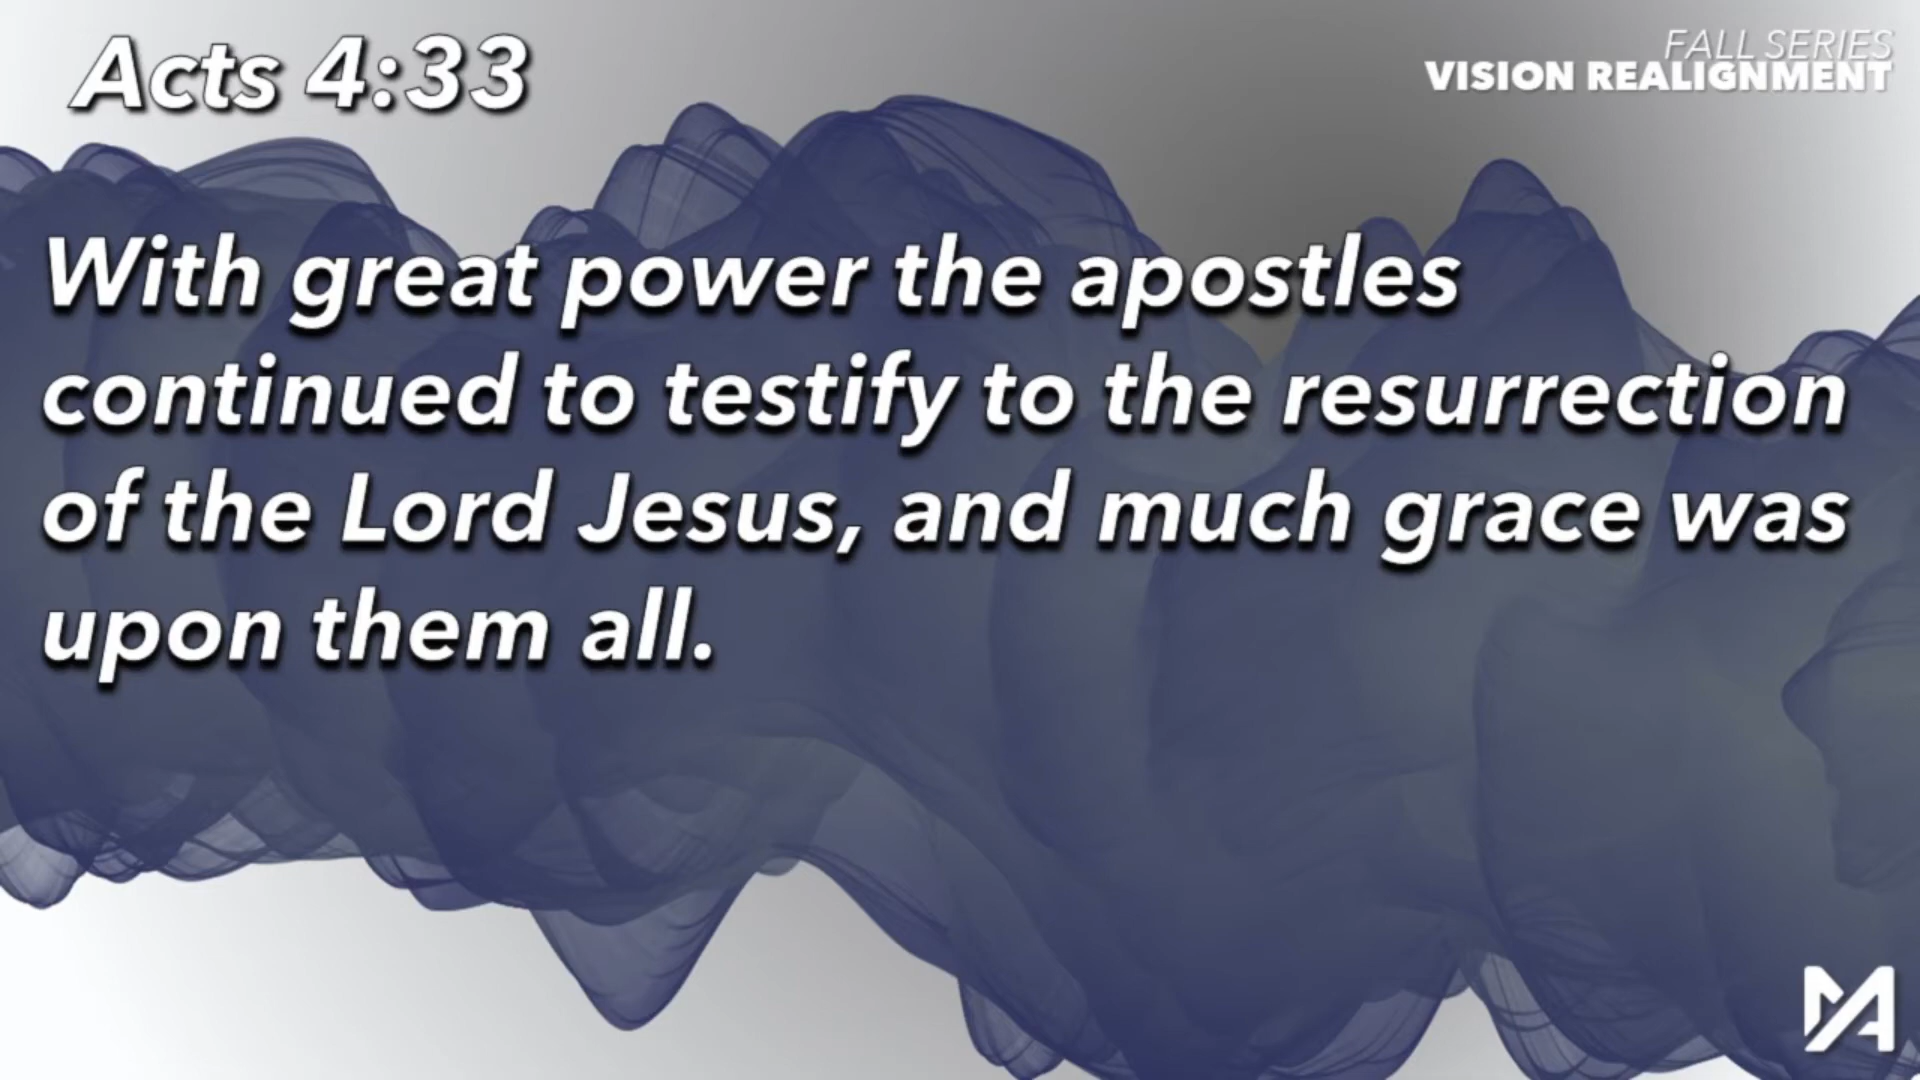 Acts 4:33
FALL SERIES
VISION REALIGNMENT
With great power the apostles
continued to testify to the resurrection
of the Lord Jesus, and much grace was
upon them all.
MA